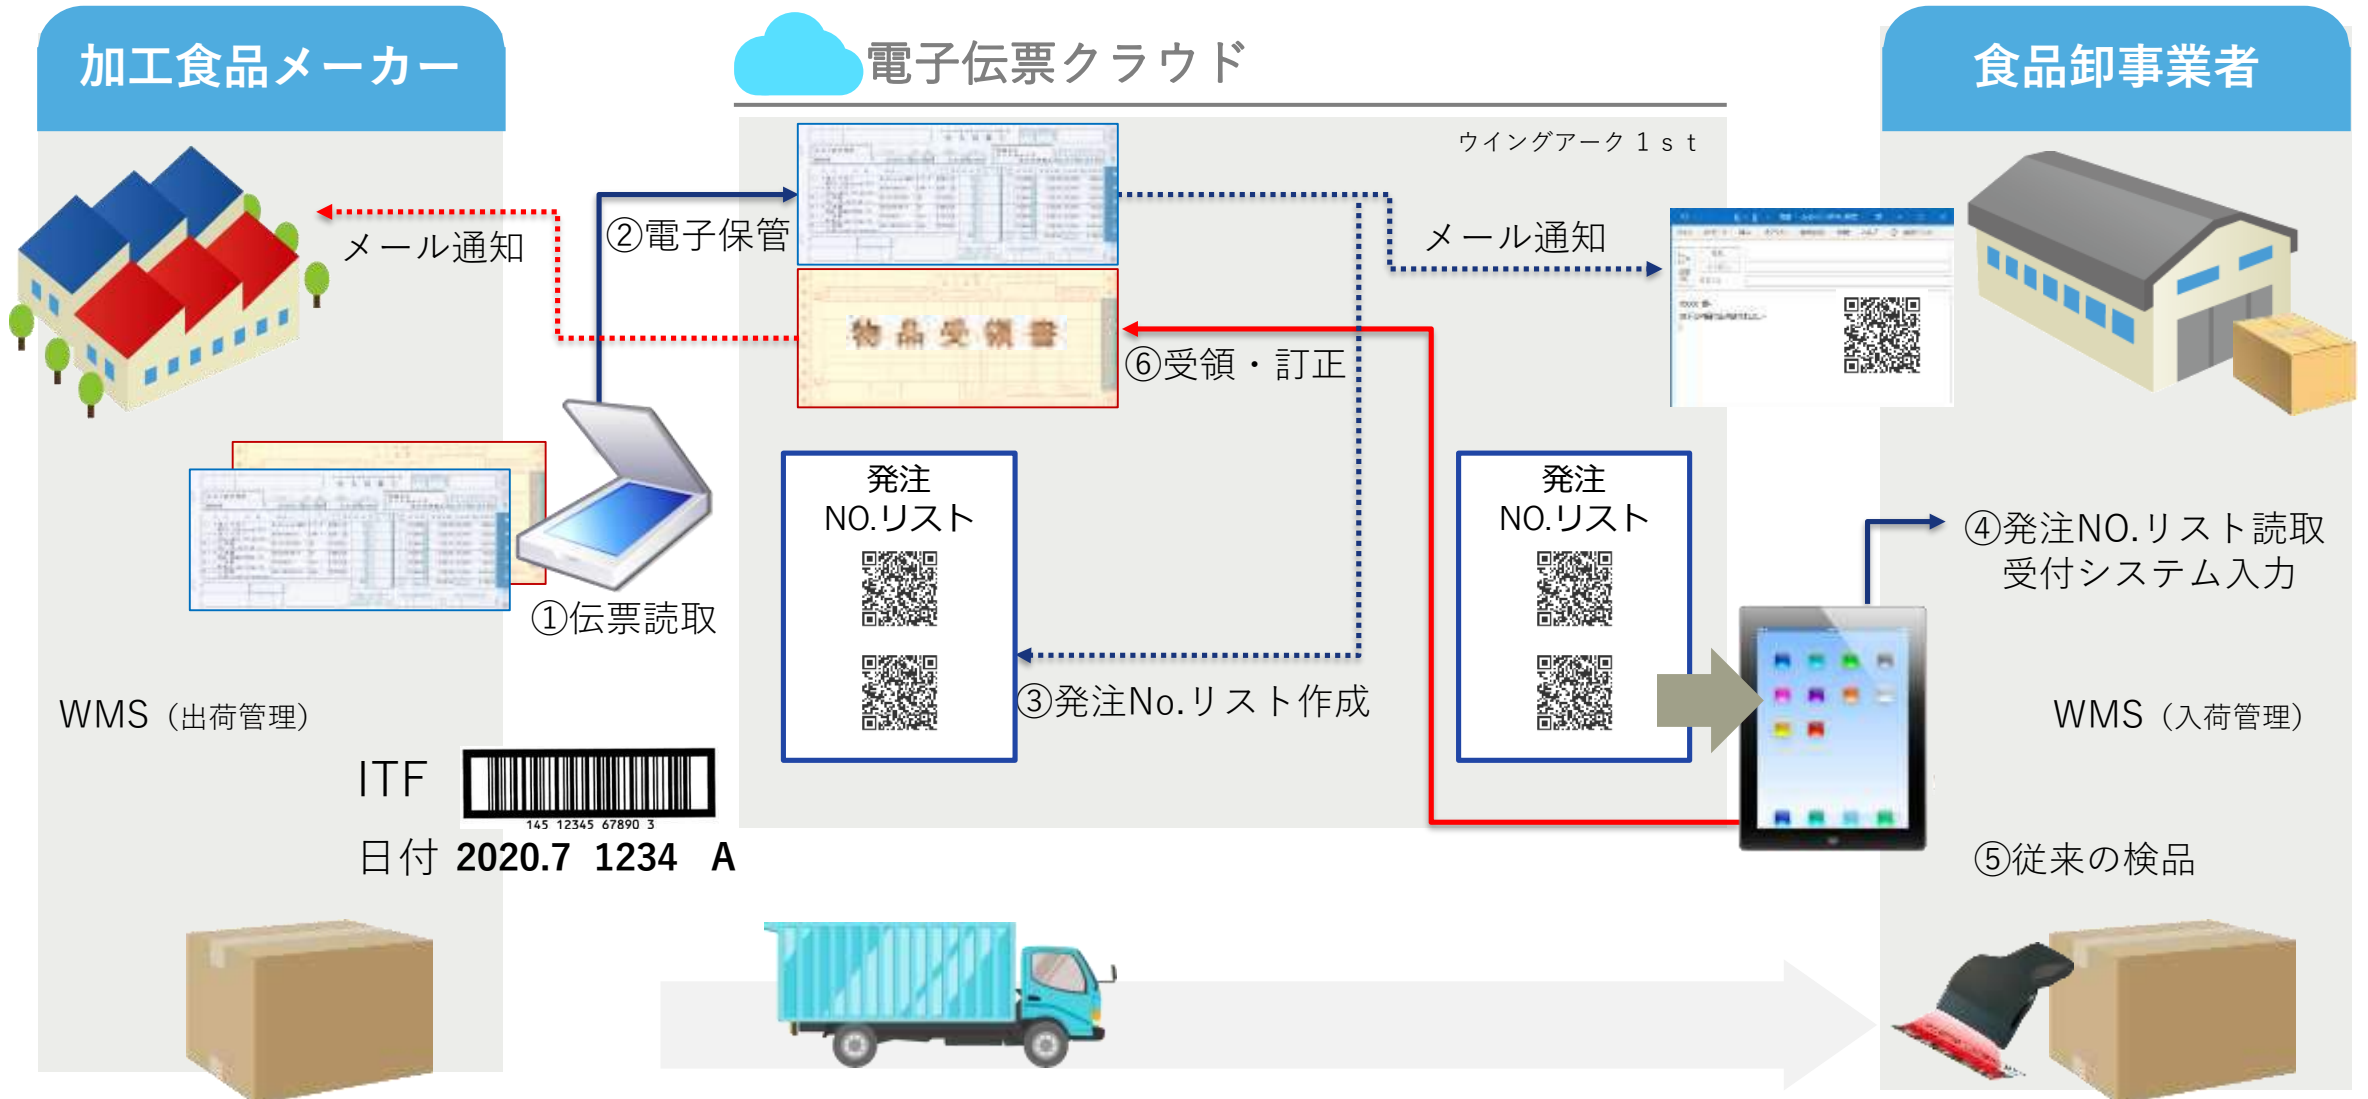 加工食品メーカー
電子伝票クラウド
食品卸事業者
ウイングアーク1st
②電子保管
メール通知
メール通知
物品受領書
⑥受領・訂正
発注
NO.リスト
発注
NO.リスト
④発注NO.リスト読取
受付システム入力
①伝票読取
③発注No.リスト作成
WMS（出荷管理）
WMS（入荷管理）
ITF
145 12345 67890 3
日付 2020.7 1234 A
⑤従来の検品